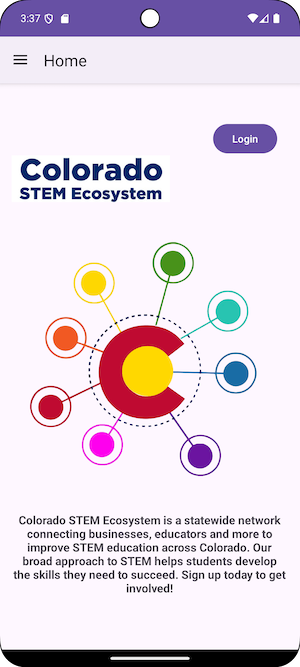 3:37
Home
Login
Colorado
STEM Ecosystem
Colorado STEM Ecosystem is a statewide network
connecting businesses, educators and more to
improve STEM education across Colorado. Our
broad approach to STEM helps students develop
the skills they need to succeed. Sign up today to get
involved!